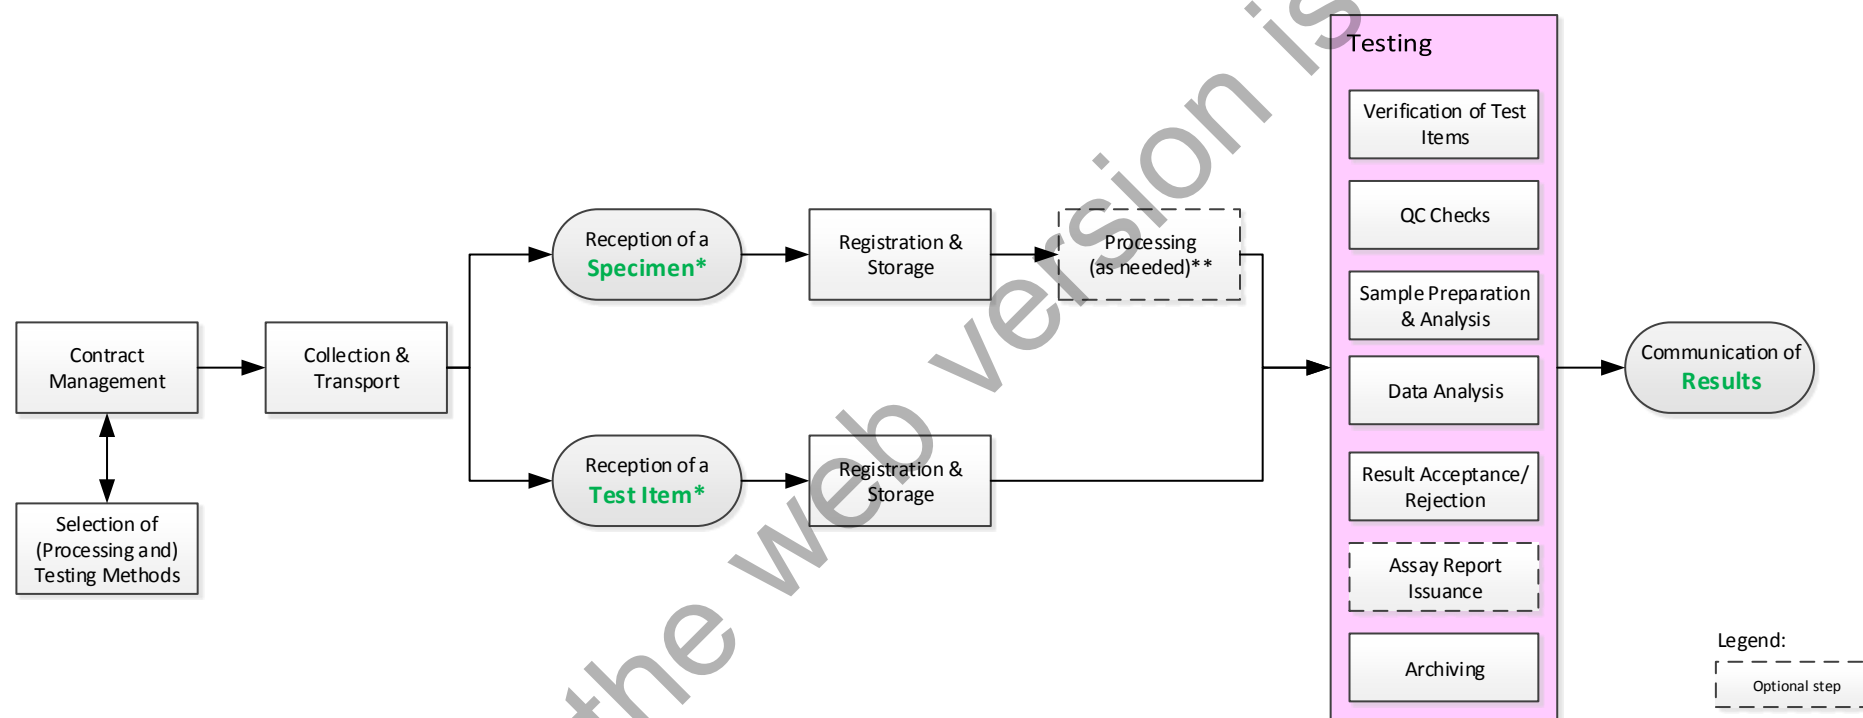 Contract
Management
Selection of
(Processing and)
Testing Methods
Collection &
Transport
Reception of a
Specimen*
Registration &
Storage
Processing
(as needed)**
Reception of a
Test Item*
Registration &
Storage
Testing
Verification of Test
Items
QC Checks
Sample Preparation
& Analysis
Data Analysis
Result Acceptance/
Rejection
Assay Report
Issuance
Archiving
Communication of
Results
Legend:
Optional step
the web version is